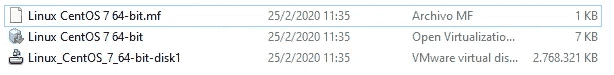 Linux CentOS 7 64-bit.mf 25/2/2020 11:35 Archivo MF 1 KB
Linux CentOS 7 64-bit 25/2/2020 11:35 Open Virtualizatio... 7 KB
Linux_CentOS_7_64-bit-disk1 25/2/2020 11:35 VMware virtual dis... 2.768.321 KB